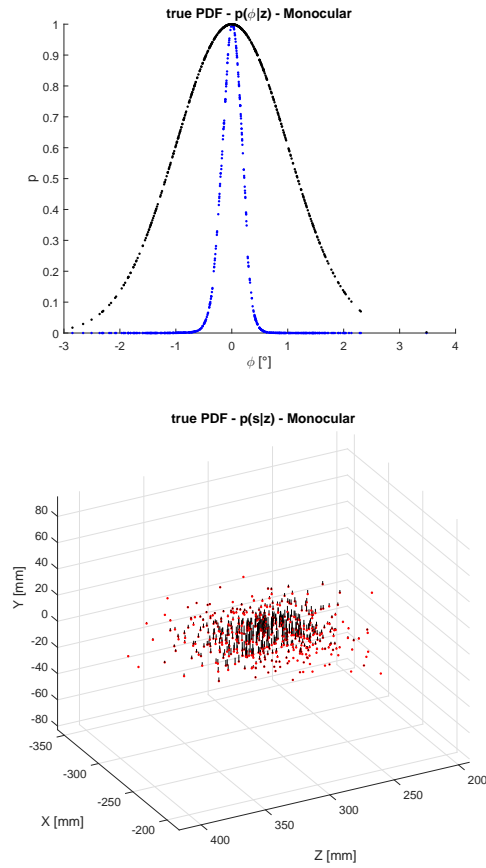 true PDF - p(ϕ|z) - Monocular
1
0.9
0.8
0.7
0.6
0.5
0.4
0.3
0.2
0.1
0
p
-3 -2 -1 0 1 2 3 4
ϕ [°]
true PDF - p(s|z) - Monocular
80
60
40
20
0
-20
-40
-60
-80
Y [mm]
-350
-300
-250
-200
X [mm]
400 350 300 250 200
Z [mm]